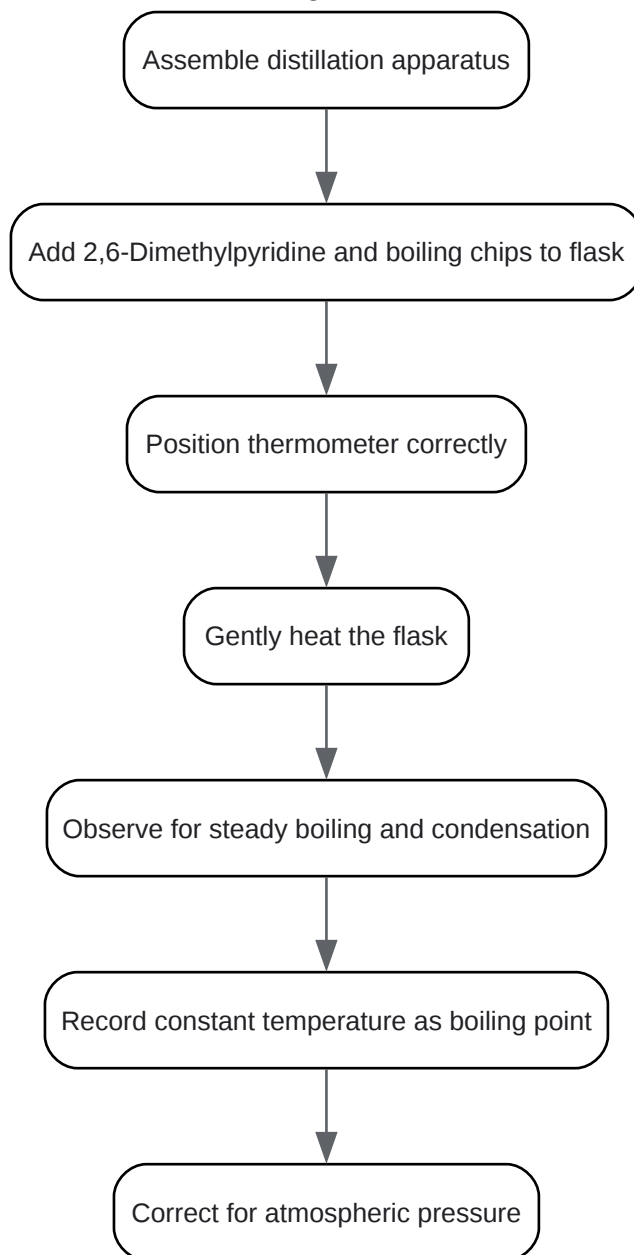 Assemble distillation apparatus
Add 2,6-Dimethylpyridine and boiling chips to flask
Position thermometer correctly
Gently heat the flask
Observe for steady boiling and condensation
Record constant temperature as boiling point
Correct for atmospheric pressure